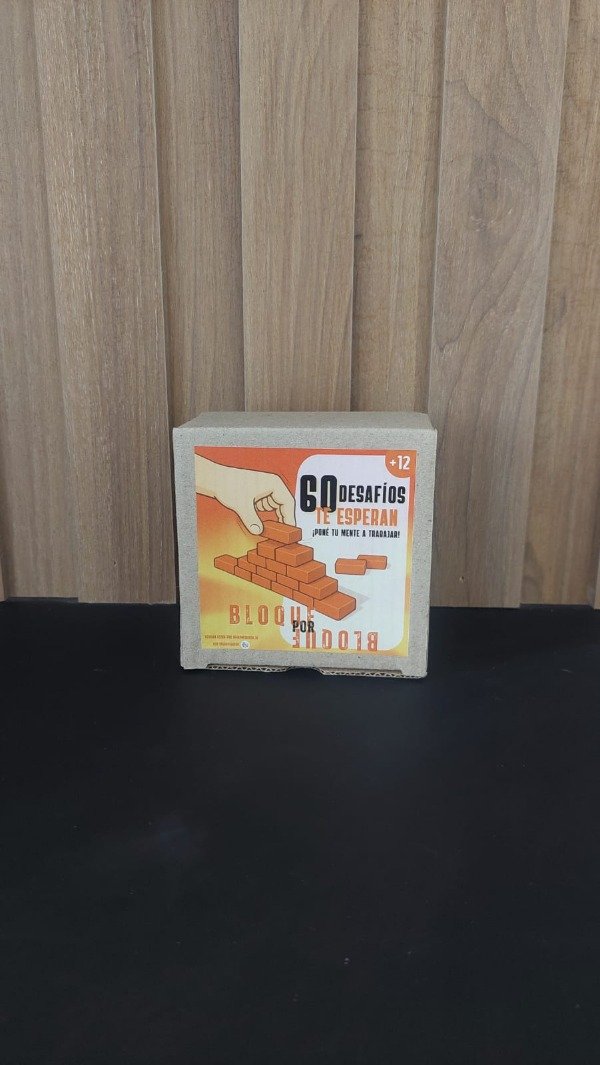 +12
60 DESAFÍOS
TE ESPERAN
¡PONÉ TU MENTE A TRABAJAR!
BLOQUE
POR
BLOQUE